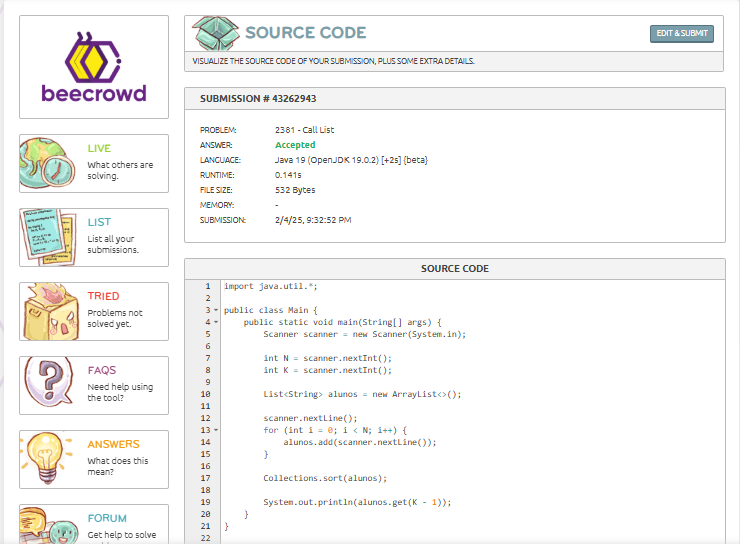 beecrowd
LIVE
What others are
solving.
LIST
List all your
submissions.
TRIED
Problems not
solved yet.
FAQS
Need help using
the tool?
ANSWERS
What does this
mean?
FORUM
Get help to solve
SOURCE CODE
EDIT & SUBMIT
VISUALIZE THE SOURCE CODE OF YOUR SUBMISSION, PLUS SOME EXTRA DETAILS.
SUBMISSION # 43262943
PROBLEM: 2381 - Call List
ANSWER: Accepted
LANGUAGE: Java 19 (OpenJDK 19.0.2) [+2s] {beta}
RUNTIME: 0.141s
FILE SIZE: 532 Bytes
MEMORY: -
SUBMISSION: 2/4/25, 9:32:52 PM
SOURCE CODE
1 import java.util.*;
2
3 public class Main {
4 public static void main(String[] args) {
5 Scanner scanner = new Scanner(System.in);
6
7 int N = scanner.nextInt();
8 int K = scanner.nextInt();
9
10 List<String> alunos = new ArrayList<>();
11
12 scanner.nextLine();
13 for (int i = 0; i < N; i++) {
14 alunos.add(scanner.nextLine());
15 }
16
17 Collections.sort(alunos);
18
19 System.out.println(alunos.get(K - 1));
20 }
21 }
22